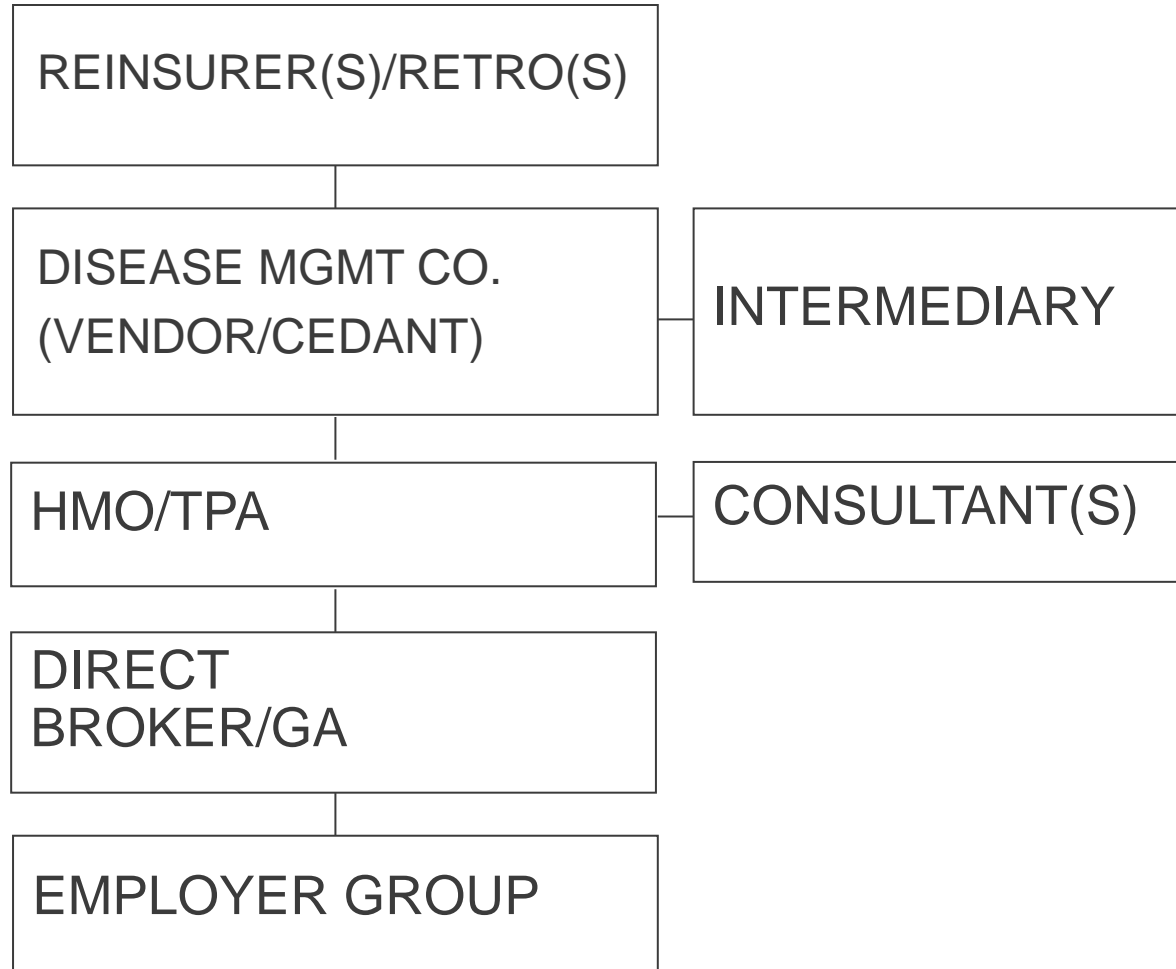 REINSURER(S)/RETRO(S)
DISEASE MGMT CO.
(VENDOR/CEDANT)
INTERMEDIARY
HMO/TPA
CONSULTANT(S)
DIRECT
BROKER/GA
EMPLOYER GROUP